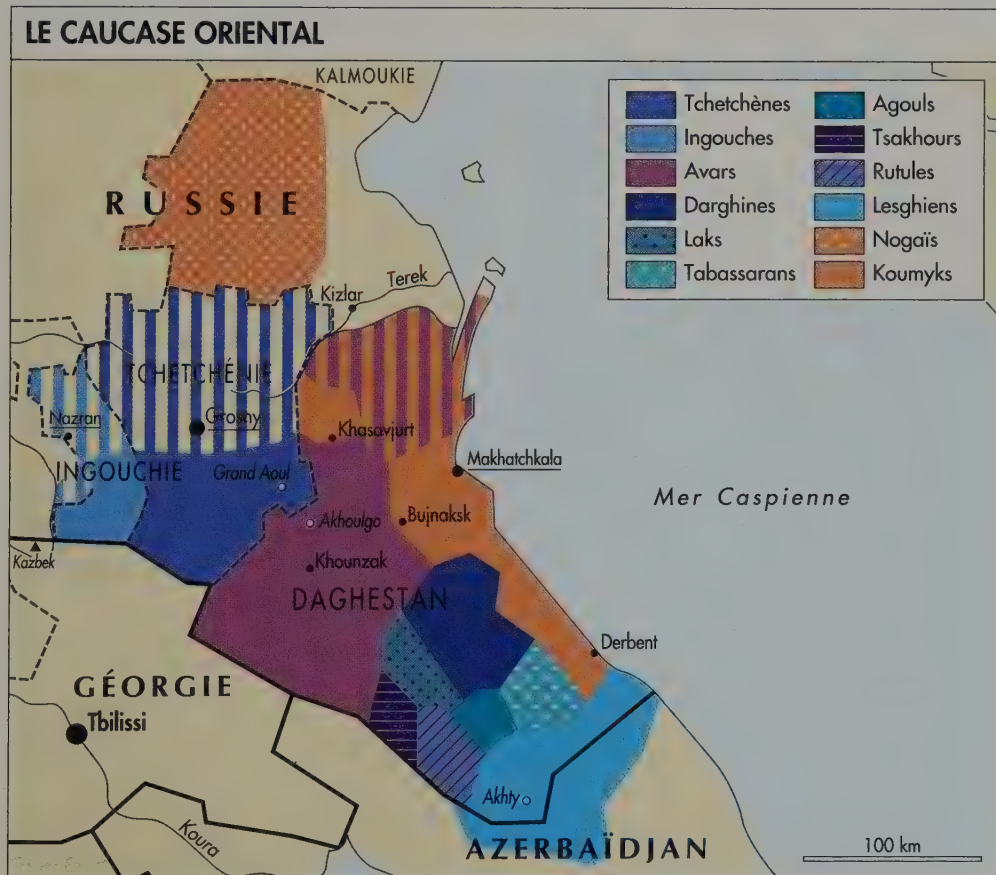 LE CAUCASE ORIENTAL
KALMOUKIE
Tchetchènes
Ingouches
Avars
Darghines
Laks
Tabassarans
Agouls
Tsakhours
Rutules
Lesghiens
Nogaïs
Koumyks
RUSSIE
Terek
Kizlar
TCHETCHÉNIE
Nazran
Grosny
Khasavjurt
INGOUCHIE
Grand Aoul
Makhatchkala
Mer Caspienne
Akhoulgo
Bujnaksk
Kazbek
Khounzak
DAGHESTAN
Derbent
GÉORGIE
Tbilissi
Akhty
Koura
AZERBAÏDJAN
100 km